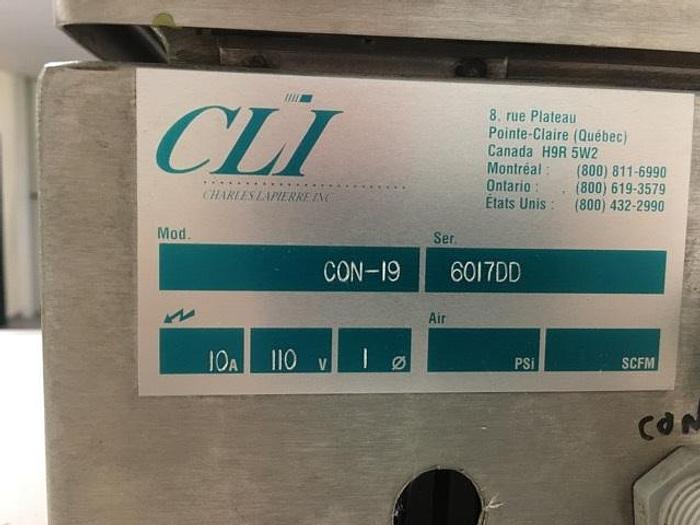 CLI
CHARLES LAPIERRE INC
8, rue Plateau
Pointe-Claire (Québec)
Canada H9R 5W2
Montréal : (800) 811-6990
Ontario : (800) 619-3579
États Unis : (800) 432-2990
Mod. Ser.
CON-19 6017DD
Air
10A 110 V 1 Ø PSi SCFM
CON